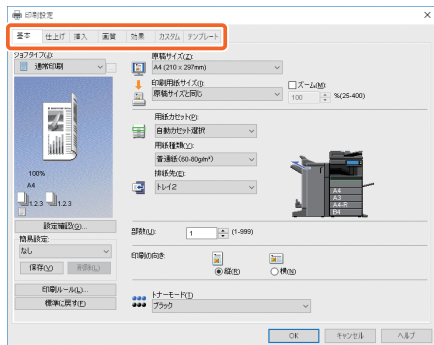 印刷設定
基本 仕上げ 挿入 画質 効果 カスタム テンプレート
ジョブタイプ(J):
通常印刷
100%
A4
1.2.3 1.2.3
設定確認(Q)...
簡易設定:
なし
保存(V) 削除(L)
印刷ルール(L)...
標準に戻す(F)
原稿サイズ(Z):
A4 (210 x 297mm)
印刷用紙サイズ(I):
原稿サイズと同じ
ズーム(M):
100 %(25-400)
用紙カセット(P):
自動カセット選択
用紙種類(Y):
普通紙(60-80g/m²)
排紙先(E):
トレイ2
A4
A3
A4-R
B4
部数(U): 1 (1-999)
印刷の向き:
縦(R) 横(N)
トナーモード(T)
ブラック
OK キャンセル ヘルプ